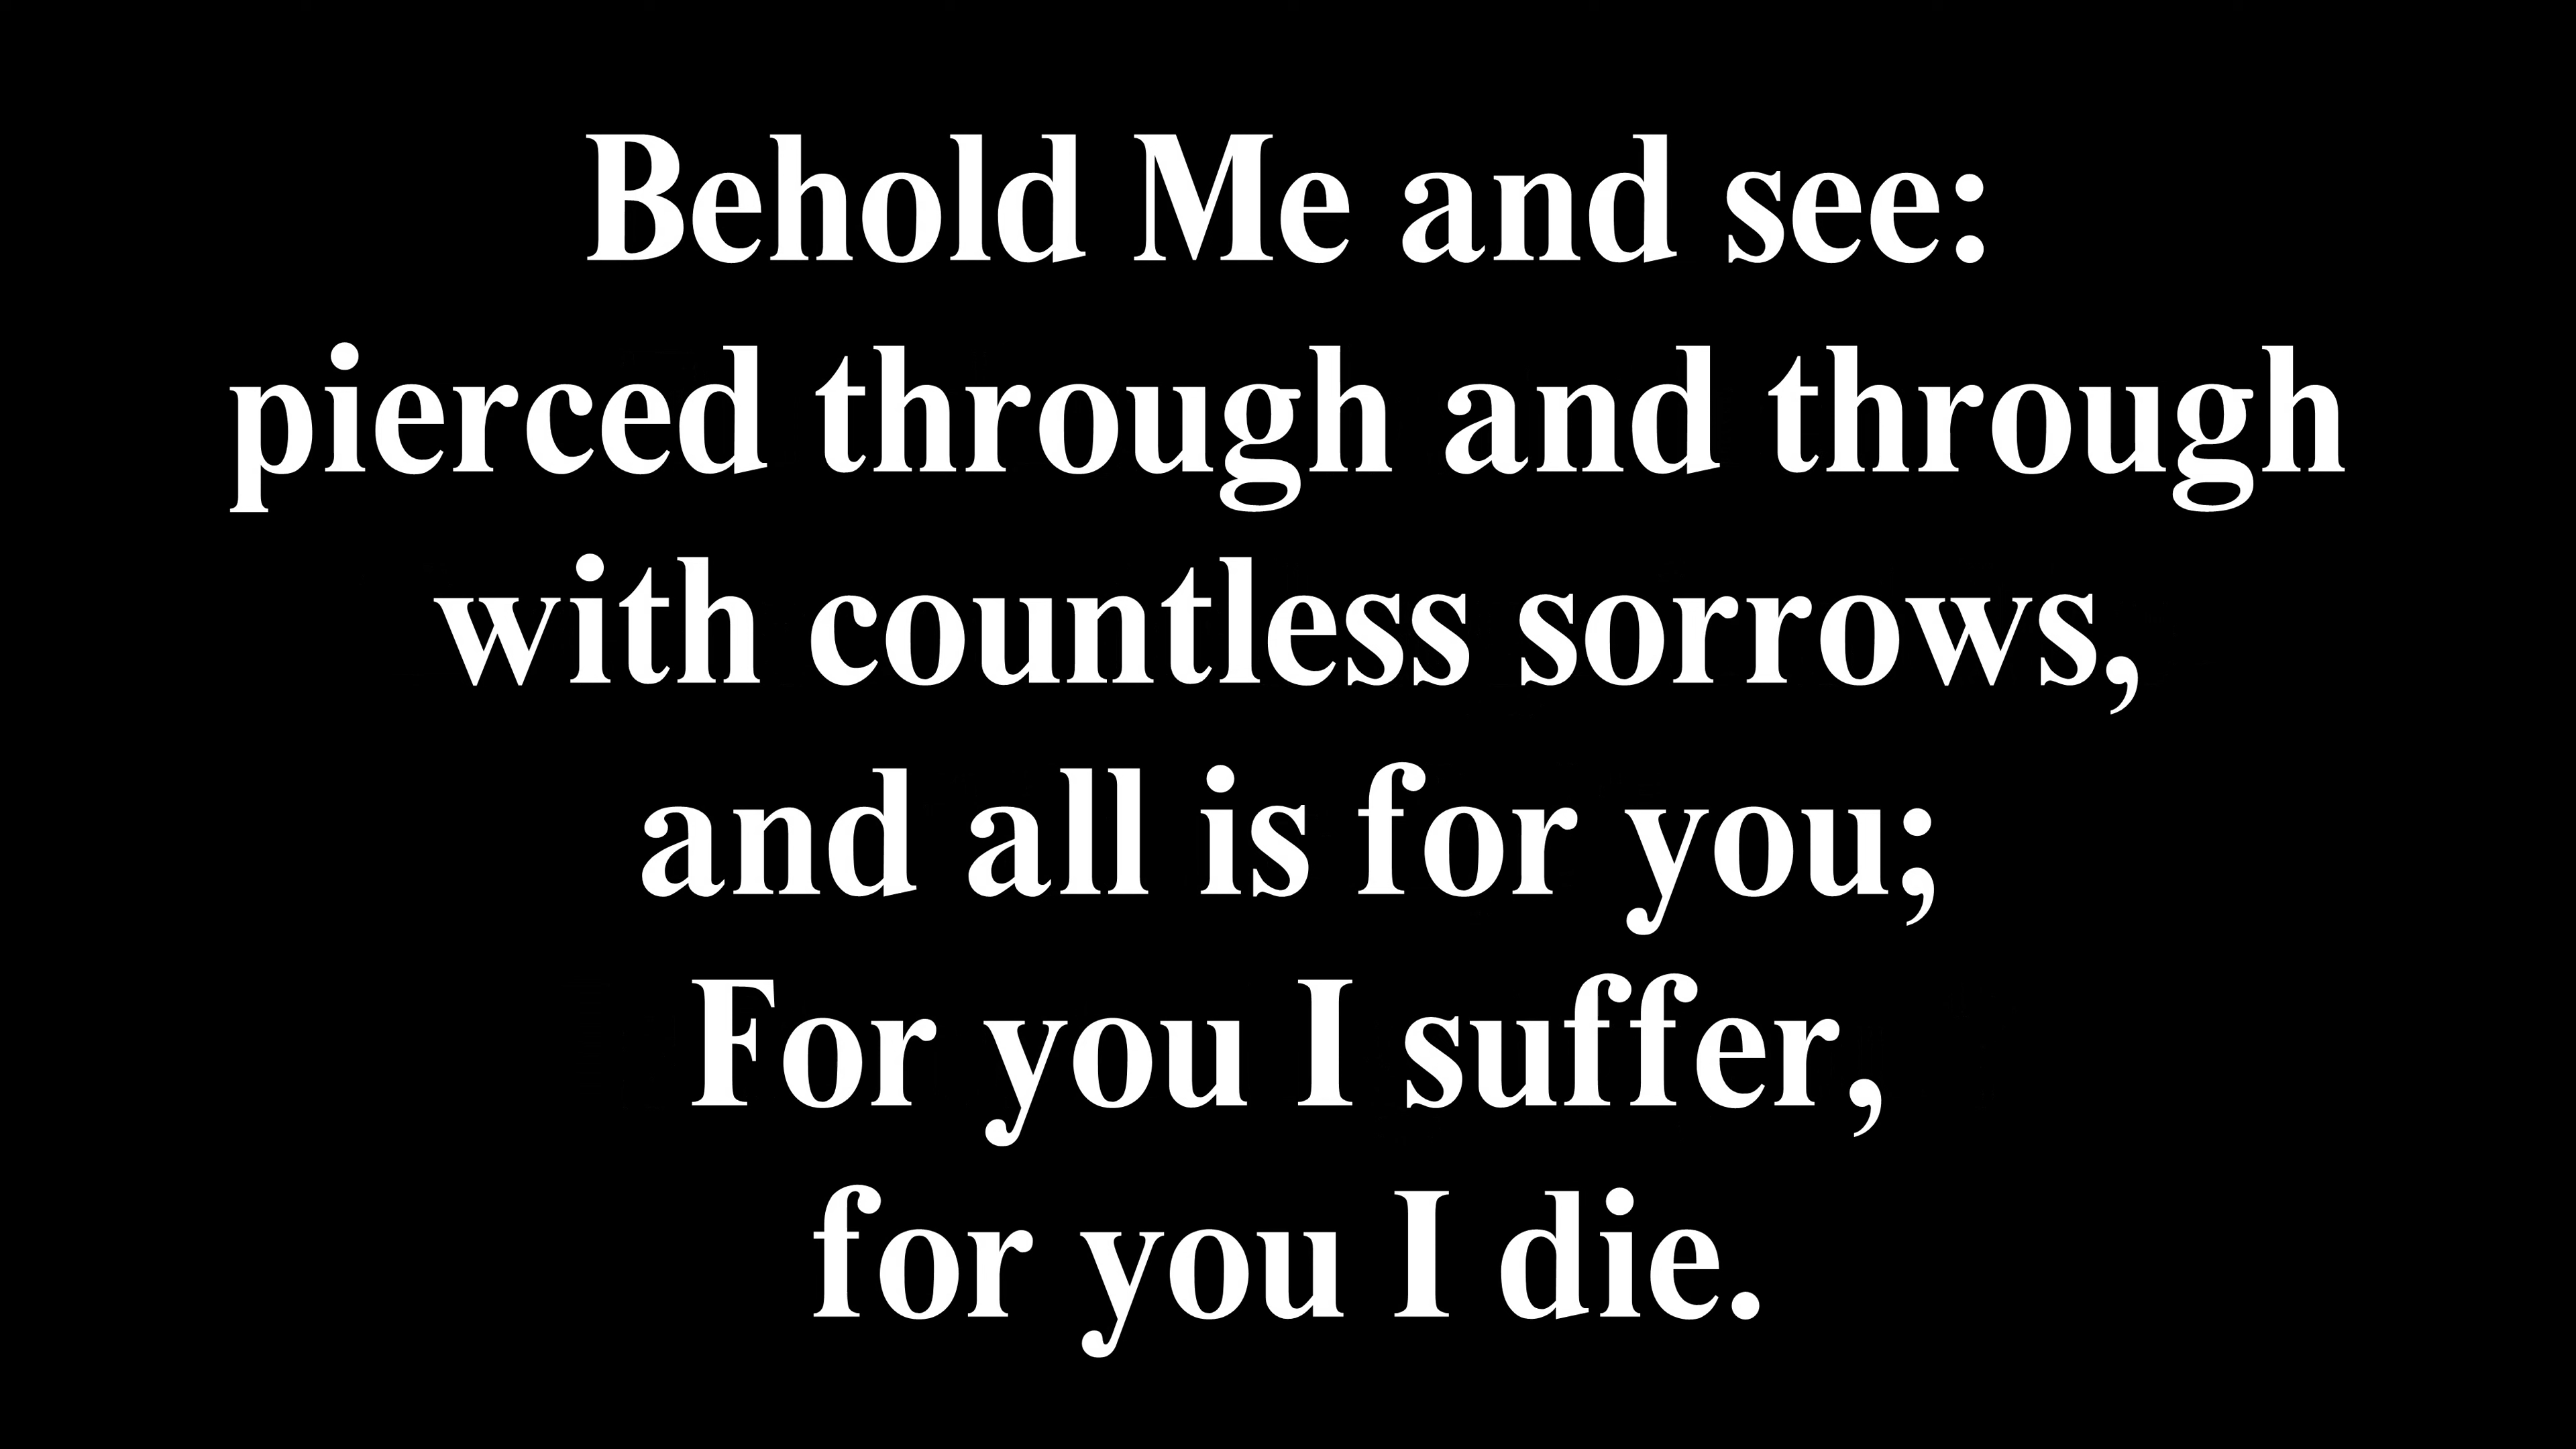 Behold Me and see:
pierced through and through
with countless sorrows,
and all is for you;
For you I suffer,
for you I die.